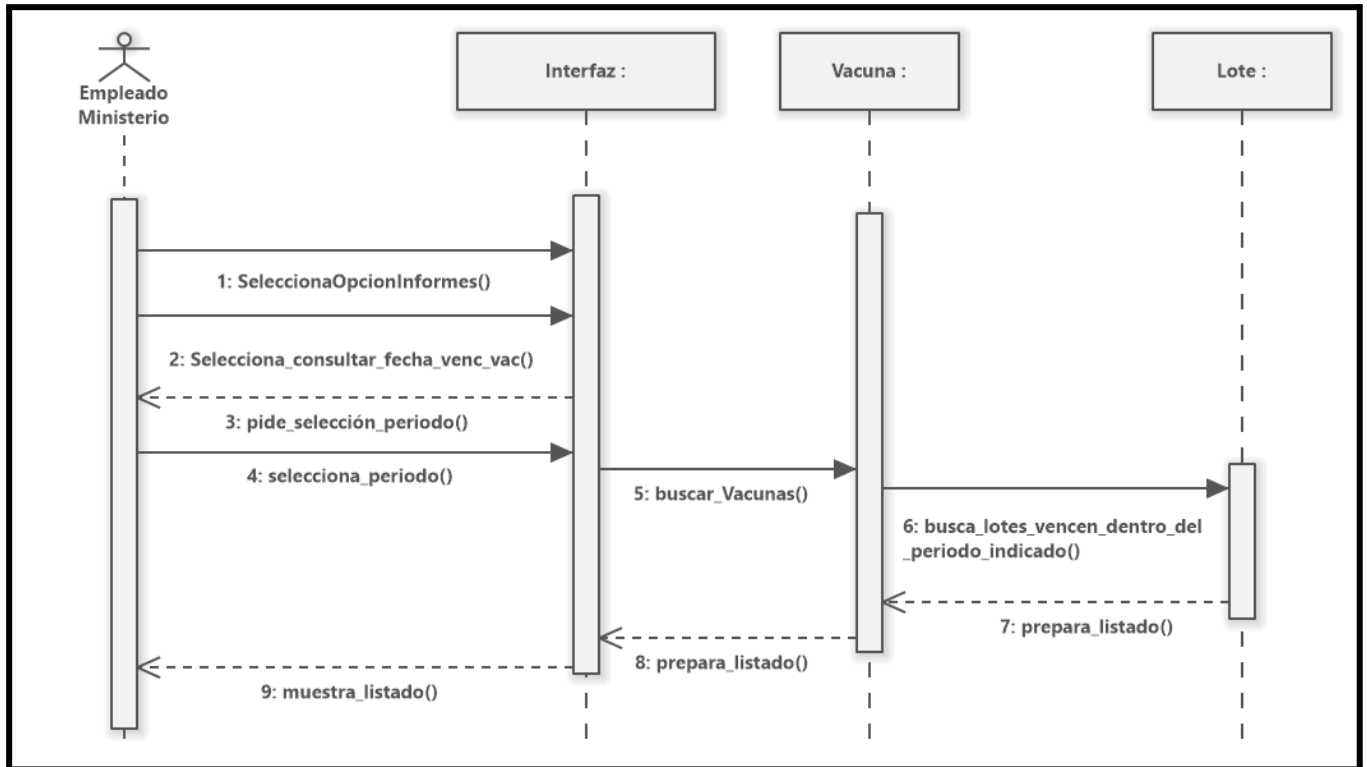 Empleado
Ministerio
Interfaz :
Vacuna :
Lote :
1: SeleccionaOpcionInformes()
2: Selecciona_consultar_fecha_venc_vac()
3: pide_selección_periodo()
4: selecciona_periodo()
5: buscar_Vacunas()
6: busca_lotes_vencen_dentro_del
_periodo_indicado()
7: prepara_listado()
8: prepara_listado()
9: muestra_listado()